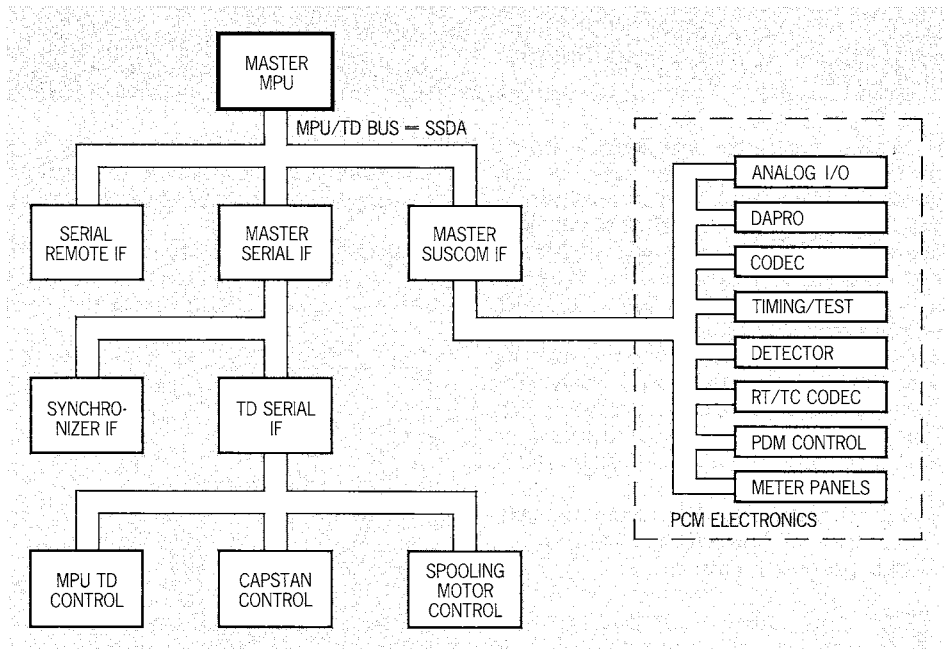 MASTER
MPU
MPU/TD BUS = SSDA
SERIAL
REMOTE IF
MASTER
SERIAL IF
MASTER
SUSCOM IF
ANALOG I/O
DAPRO
CODEC
TIMING/TEST
DETECTOR
RT/TC CODEC
PDM CONTROL
METER PANELS
PCM ELECTRONICS
SYNCHRO-
NIZER IF
TD SERIAL
IF
MPU TD
CONTROL
CAPSTAN
CONTROL
SPOOLING
MOTOR
CONTROL